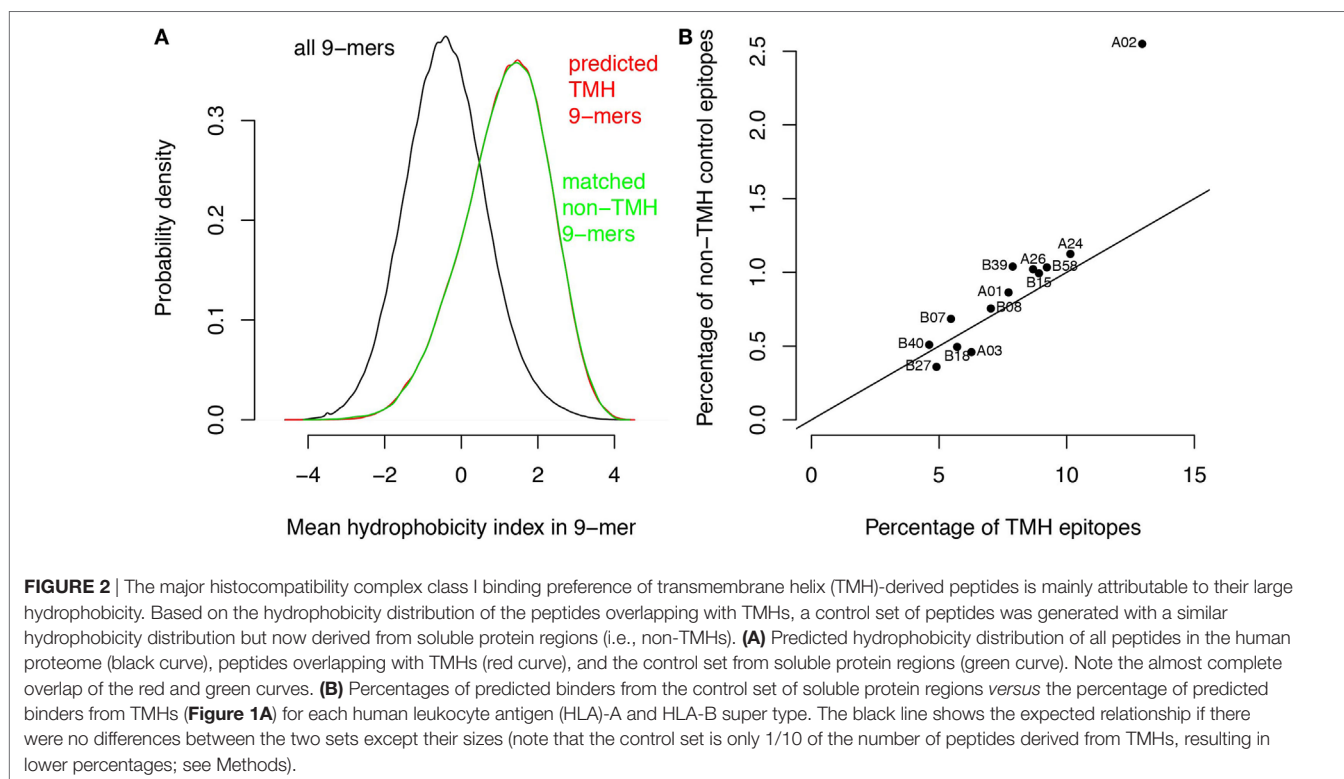 A
all 9−mers
predicted
TMH
9−mers
matched
non−TMH
9−mers
Probability density
0.0
0.1
0.2
0.3
−4
−2
0
2
4
Mean hydrophobicity index in 9−mer
B
Percentage of non−TMH control epitopes
0.0
0.5
1.0
1.5
2.0
2.5
A02
A24
A26
B39
B58
B15
A01
B08
B07
B40
B18
A03
B27
0
5
10
15
Percentage of TMH epitopes
FIGURE 2 | The major histocompatibility complex class I binding preference of transmembrane helix (TMH)-derived peptides is mainly attributable to their large
hydrophobicity. Based on the hydrophobicity distribution of the peptides overlapping with TMHs, a control set of peptides was generated with a similar
hydrophobicity distribution but now derived from soluble protein regions (i.e., non-TMHs). (A) Predicted hydrophobicity distribution of all peptides in the human
proteome (black curve), peptides overlapping with TMHs (red curve), and the control set from soluble protein regions (green curve). Note the almost complete
overlap of the red and green curves. (B) Percentages of predicted binders from the control set of soluble protein regions versus the percentage of predicted
binders from TMHs (Figure 1A) for each human leukocyte antigen (HLA)-A and HLA-B super type. The black line shows the expected relationship if there
were no differences between the two sets except their sizes (note that the control set is only 1/10 of the number of peptides derived from TMHs, resulting in
lower percentages; see Methods).